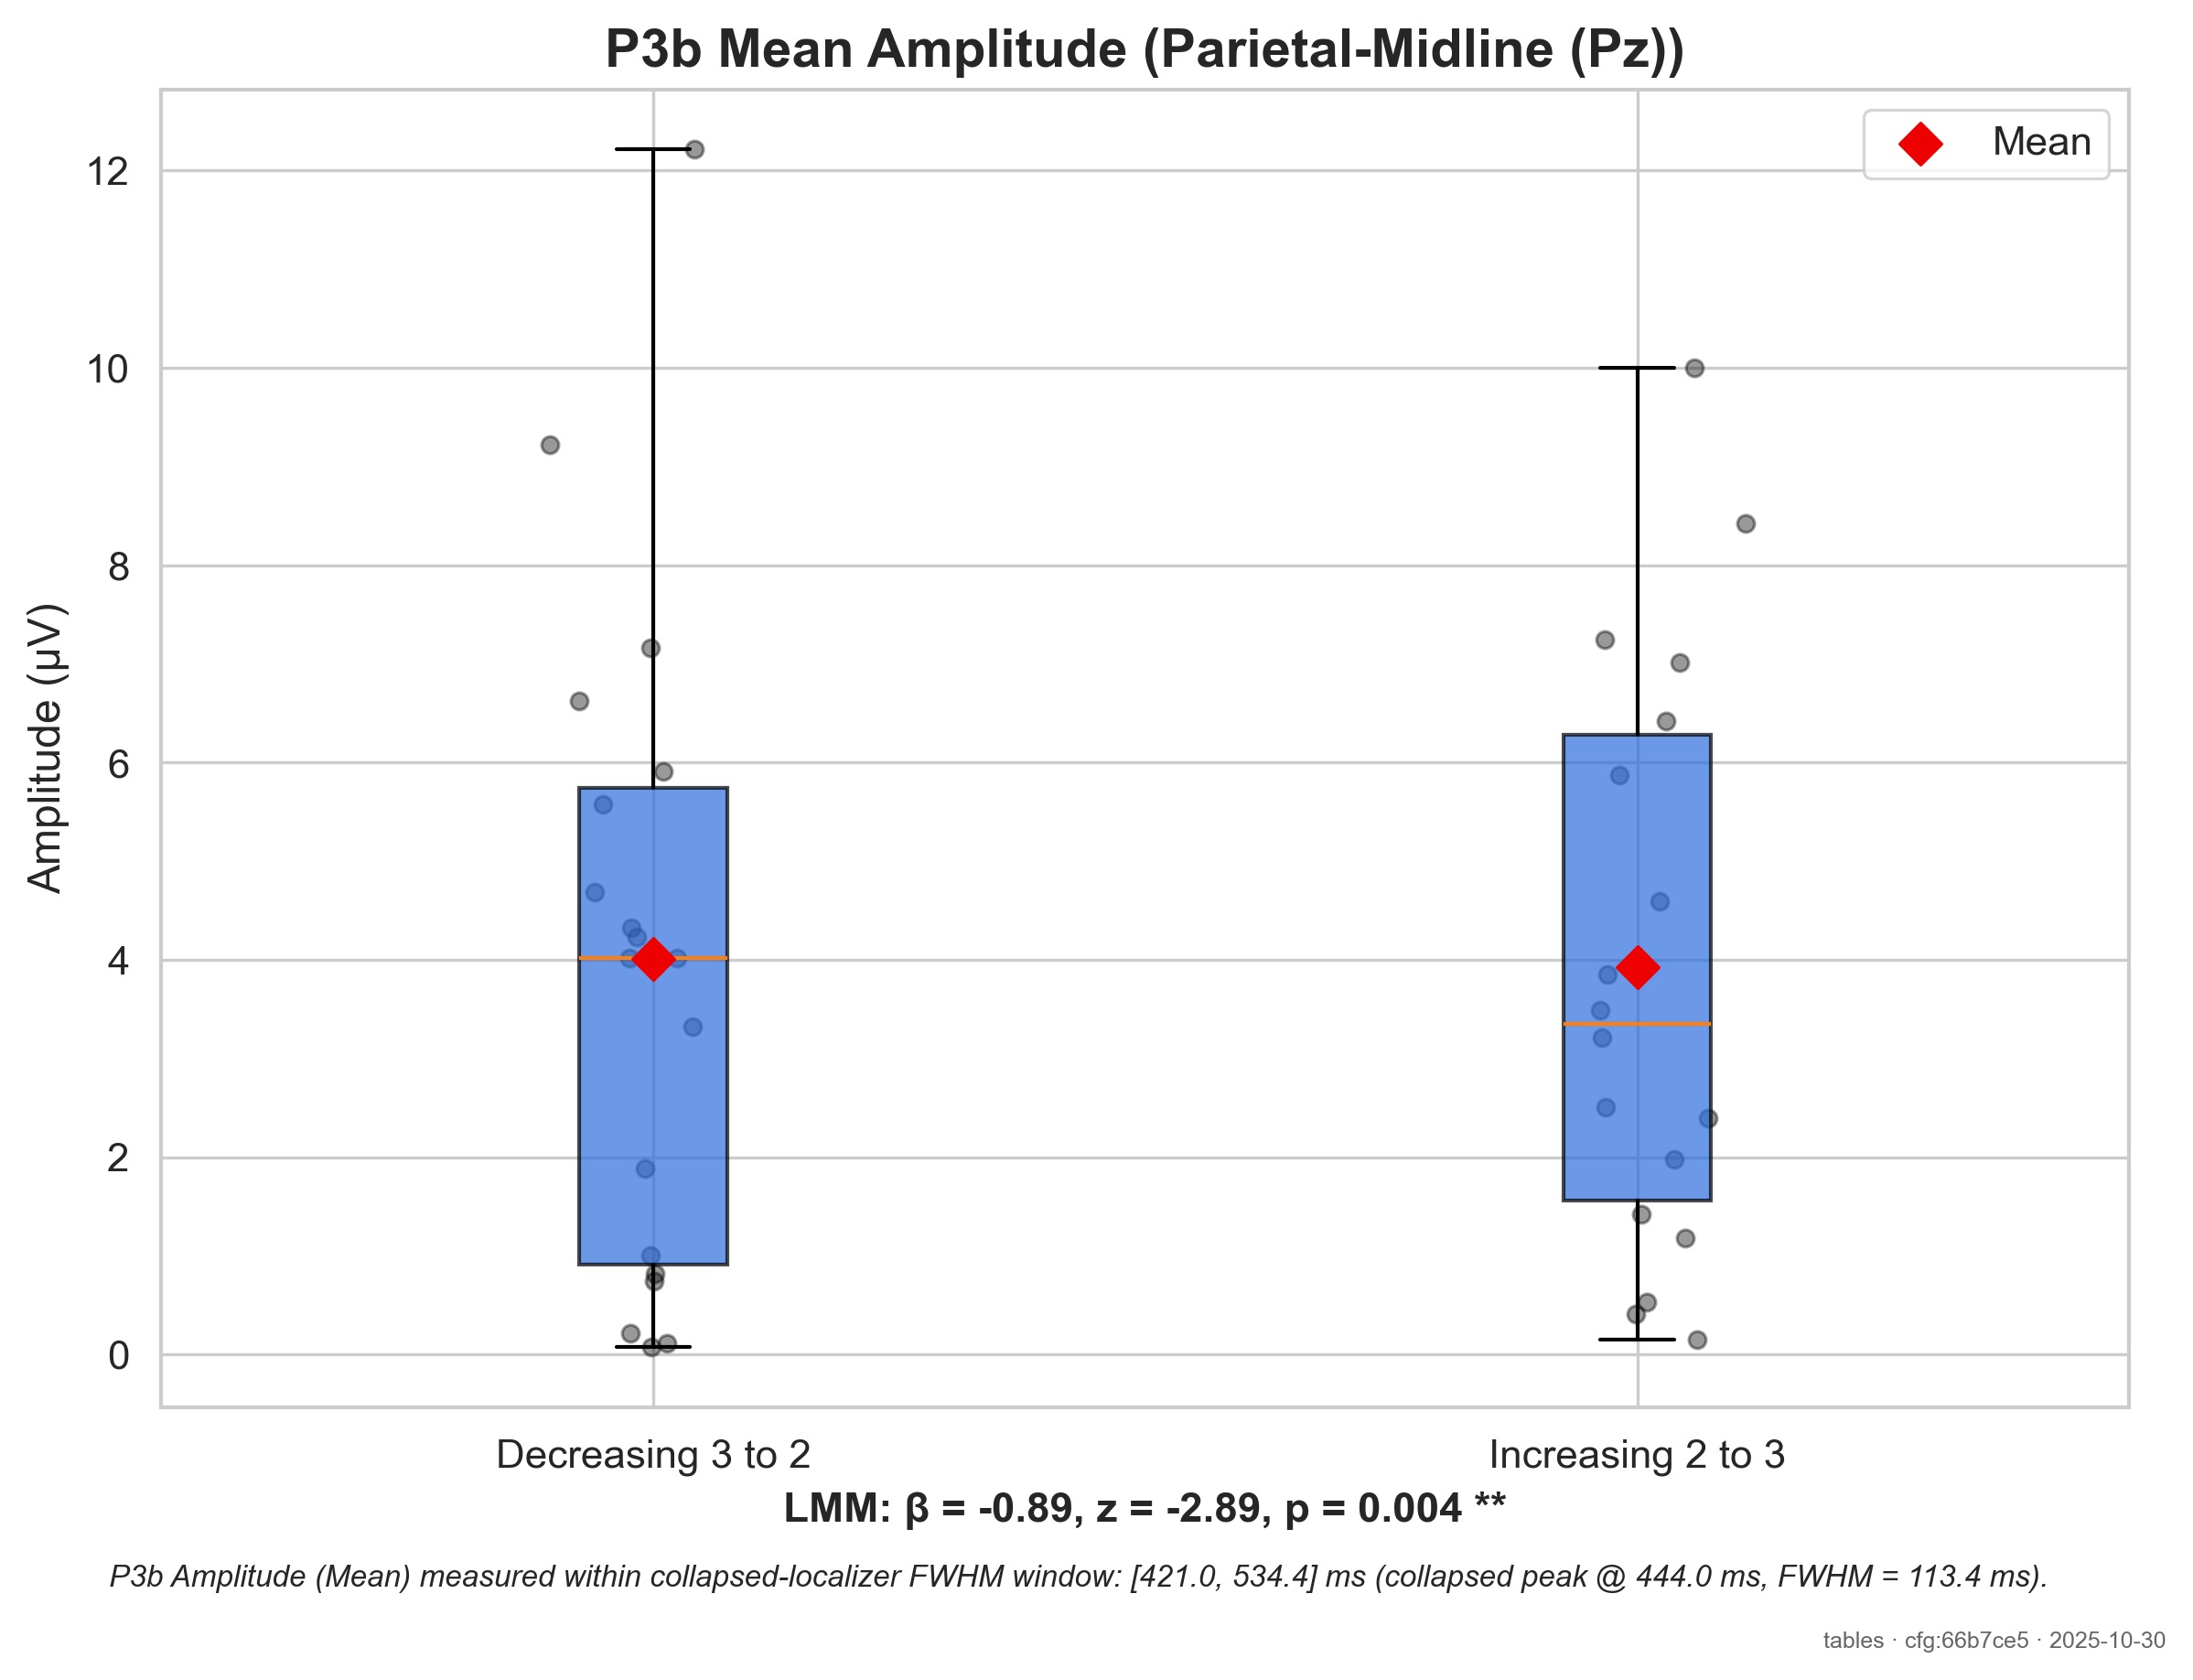 P3b Mean Amplitude (Parietal-Midline (Pz))
Mean
12
10
8
6
4
2
0
Amplitude (µV)
Decreasing 3 to 2
Increasing 2 to 3
LMM: β = -0.89, z = -2.89, p = 0.004 **
P3b Amplitude (Mean) measured within collapsed-localizer FWHM window: [421.0, 534.4] ms (collapsed peak @ 444.0 ms, FWHM = 113.4 ms).
tables · cfg:66b7ce5 · 2025-10-30